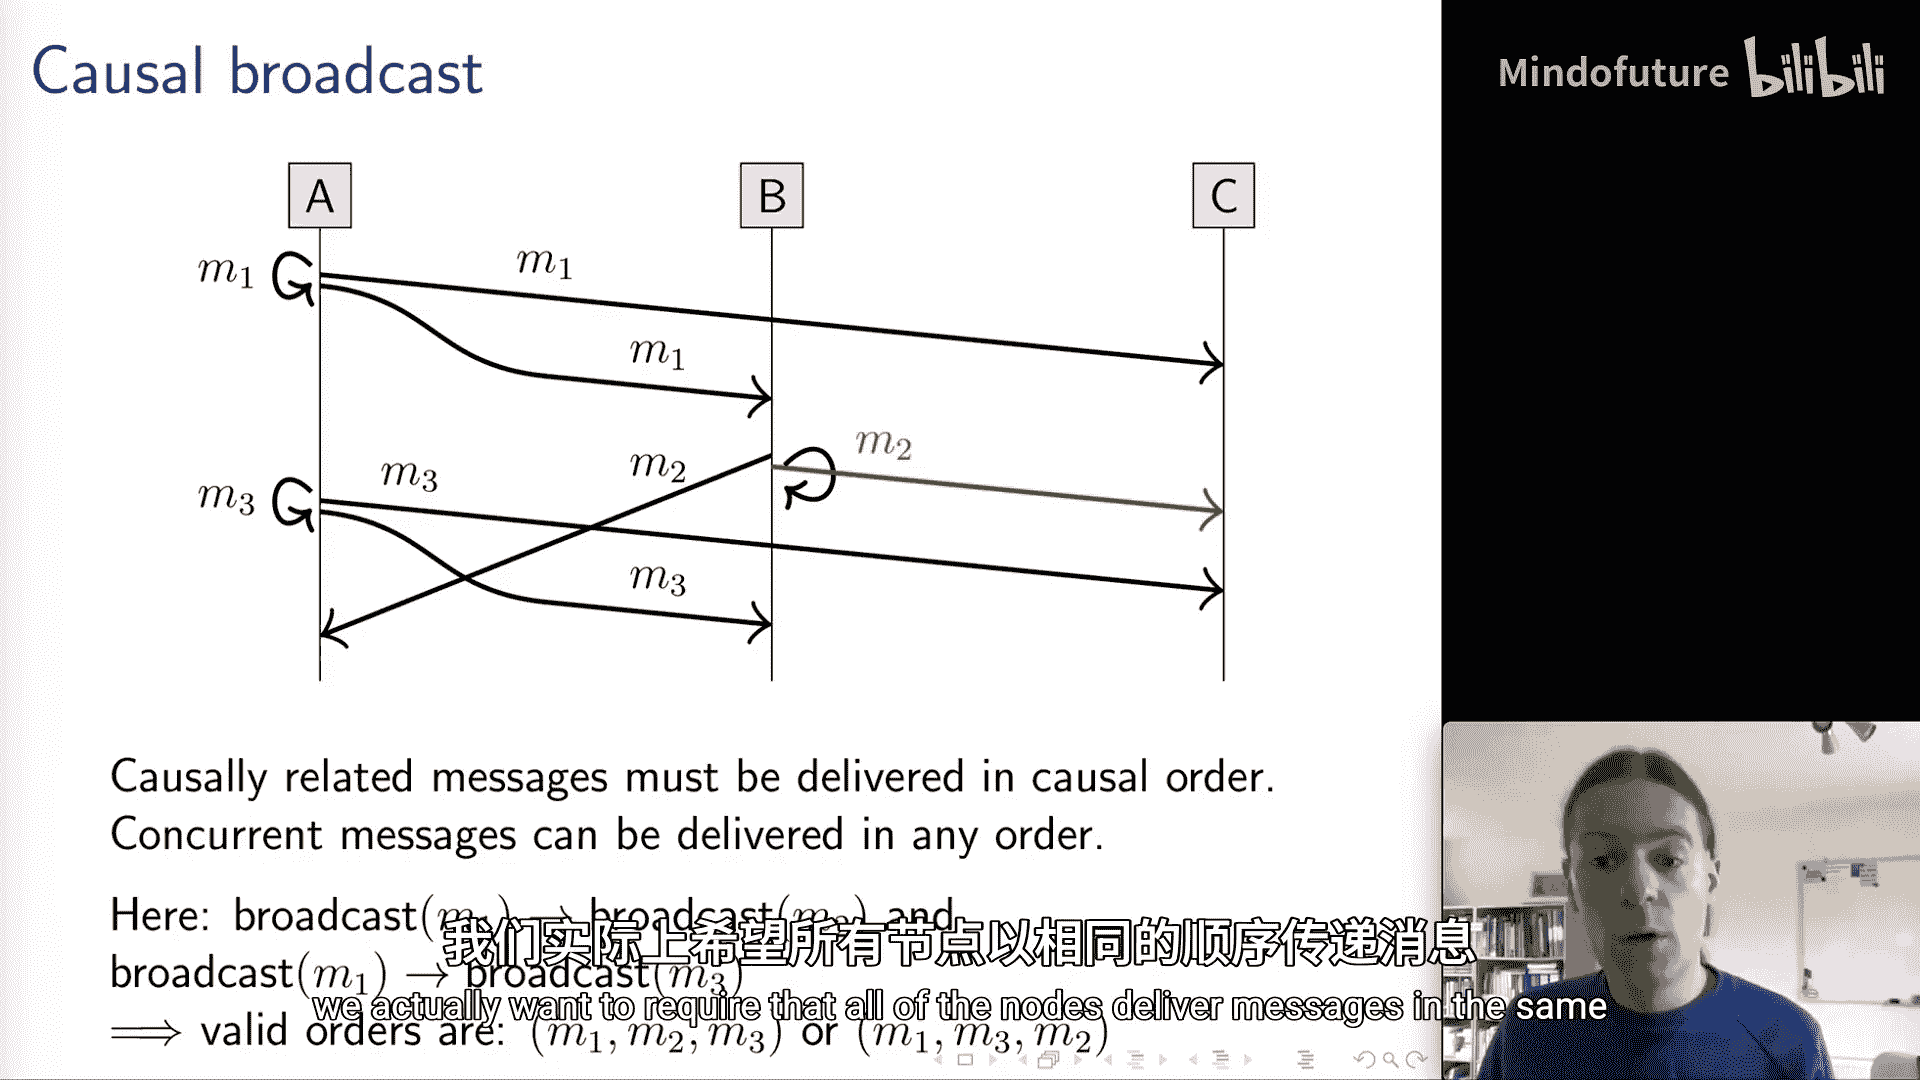 Causal broadcast
Mindofuture bilibili
A
B
C
m₁
m₁
m₁
m₂
m₂
m₃
m₃
m₃
Causally related messages must be delivered in causal order.
Concurrent messages can be delivered in any order.
Here: broadcast(m₁) → broadcast(m₂) and
broadcast(m₁) → broadcast(m₃)
⟹ valid orders are: (m₁, m₂, m₃) or (m₁, m₃, m₂)
我们实际上希望所有节点以相同的顺序传递消息
we actually want to require that all of the nodes deliver messages in the same